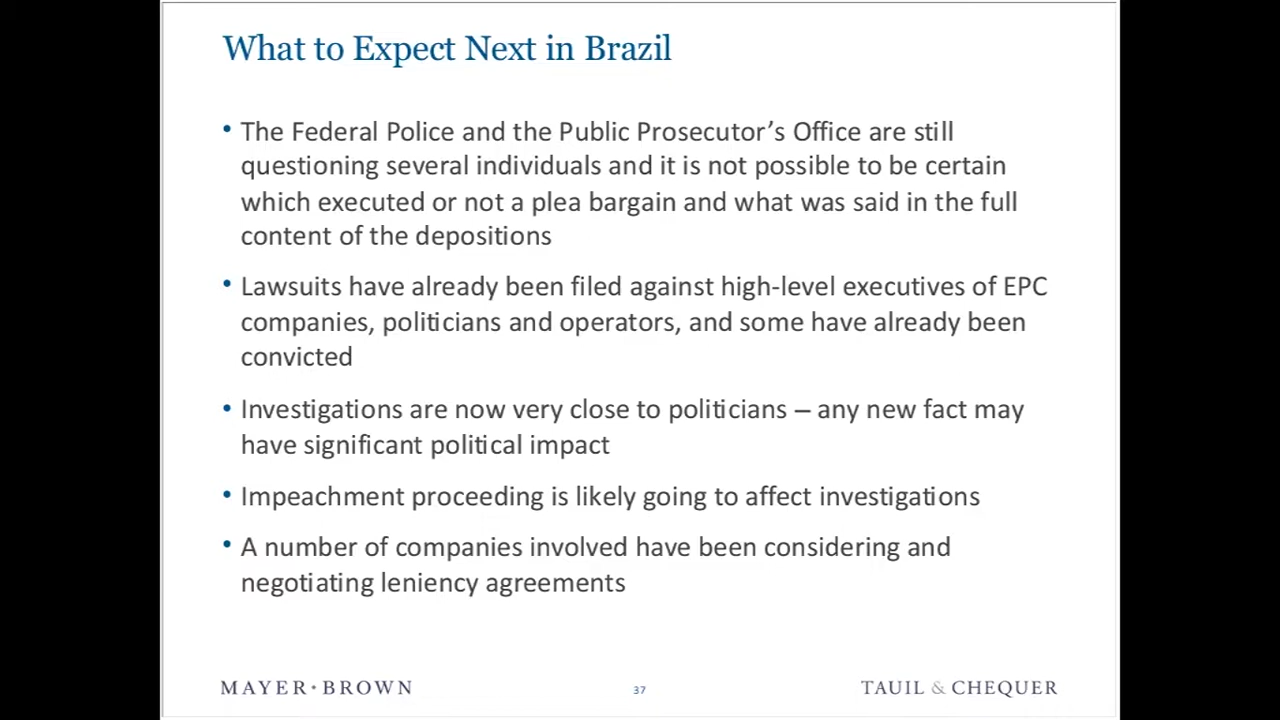 What to Expect Next in Brazil
• The Federal Police and the Public Prosecutor’s Office are still
questioning several individuals and it is not possible to be certain
which executed or not a plea bargain and what was said in the full
content of the depositions
• Lawsuits have already been filed against high-level executives of EPC
companies, politicians and operators, and some have already been
convicted
• Investigations are now very close to politicians – any new fact may
have significant political impact
• Impeachment proceeding is likely going to affect investigations
• A number of companies involved have been considering and
negotiating leniency agreements
MAYER • BROWN
37
TAUIL & CHEQUER